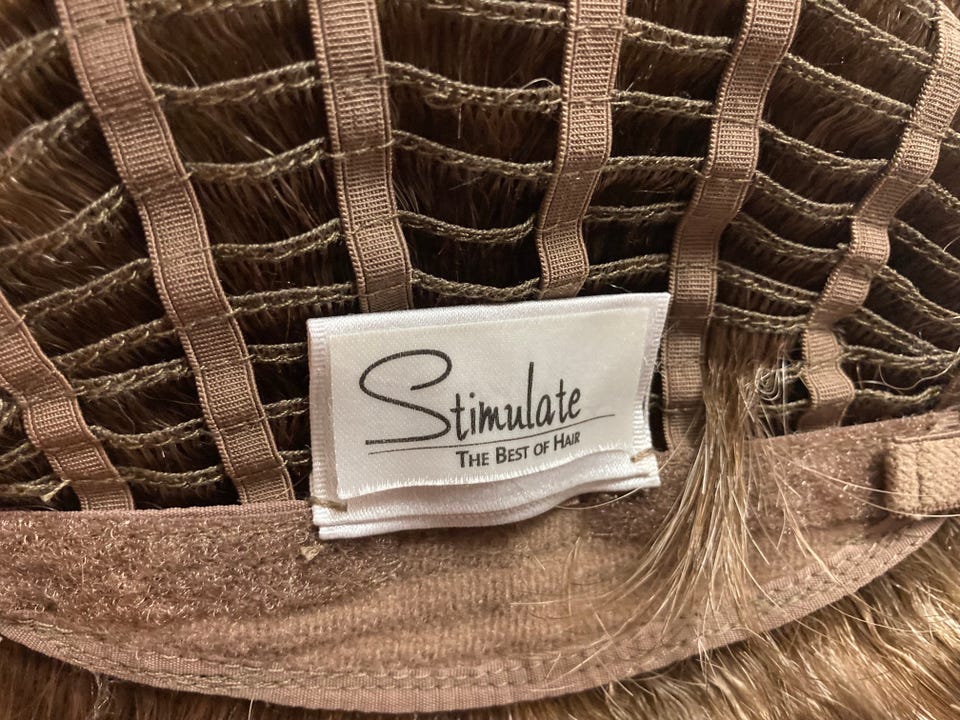 Stimulate
THE BEST OF HAIR